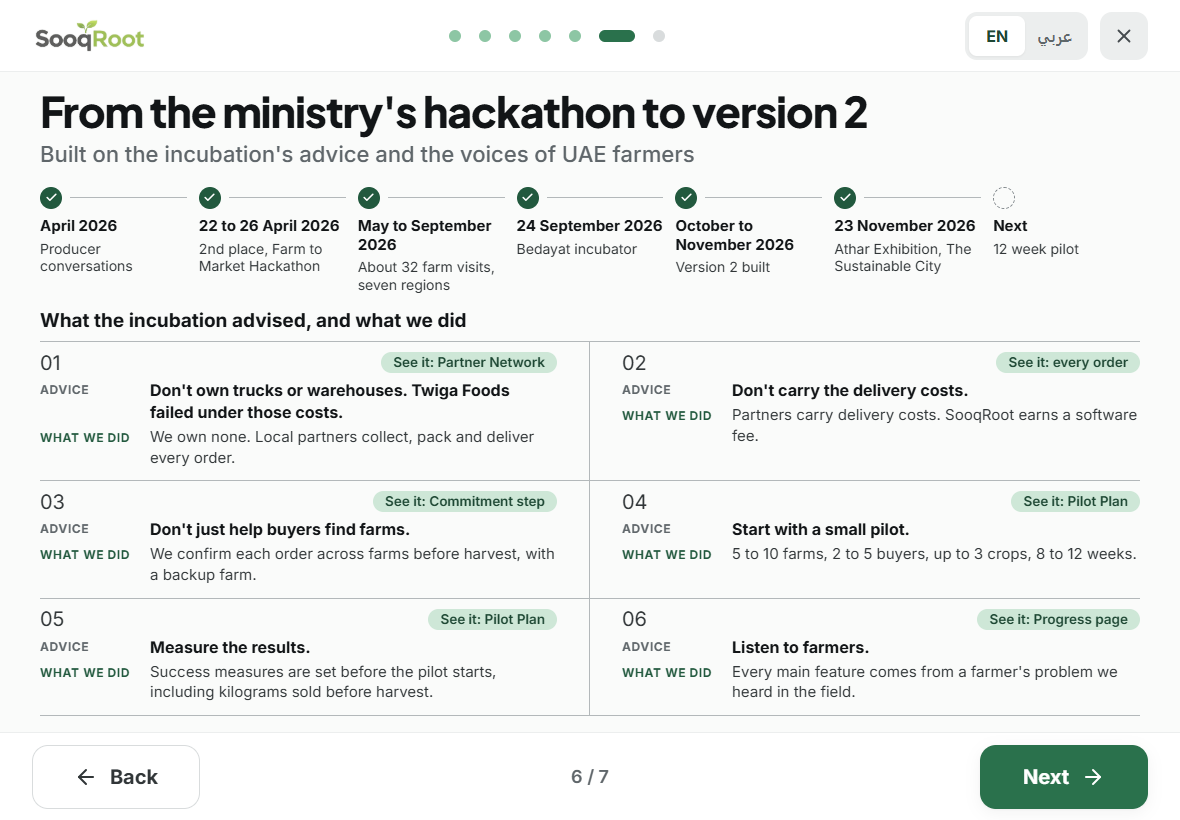 SooqRoot
EN
عربي
From the ministry's hackathon to version 2
Built on the incubation's advice and the voices of UAE farmers
April 2026
Producer
conversations
22 to 26 April 2026
2nd place, Farm to
Market Hackathon
May to September
2026
About 32 farm visits,
seven regions
24 September 2026
Bedayat incubator
October to
November 2026
Version 2 built
23 November 2026
Athar Exhibition, The
Sustainable City
Next
12 week pilot
What the incubation advised, and what we did
01
See it: Partner Network
ADVICE
Don't own trucks or warehouses. Twiga Foods
failed under those costs.
WHAT WE DID
We own none. Local partners collect, pack and deliver
every order.
02
See it: every order
ADVICE
Don't carry the delivery costs.
WHAT WE DID
Partners carry delivery costs. SooqRoot earns a software
fee.
03
See it: Commitment step
ADVICE
Don't just help buyers find farms.
WHAT WE DID
We confirm each order across farms before harvest, with
a backup farm.
04
See it: Pilot Plan
ADVICE
Start with a small pilot.
WHAT WE DID
5 to 10 farms, 2 to 5 buyers, up to 3 crops, 8 to 12 weeks.
05
See it: Pilot Plan
ADVICE
Measure the results.
WHAT WE DID
Success measures are set before the pilot starts,
including kilograms sold before harvest.
06
See it: Progress page
ADVICE
Listen to farmers.
WHAT WE DID
Every main feature comes from a farmer's problem we
heard in the field.
Back
6 / 7
Next